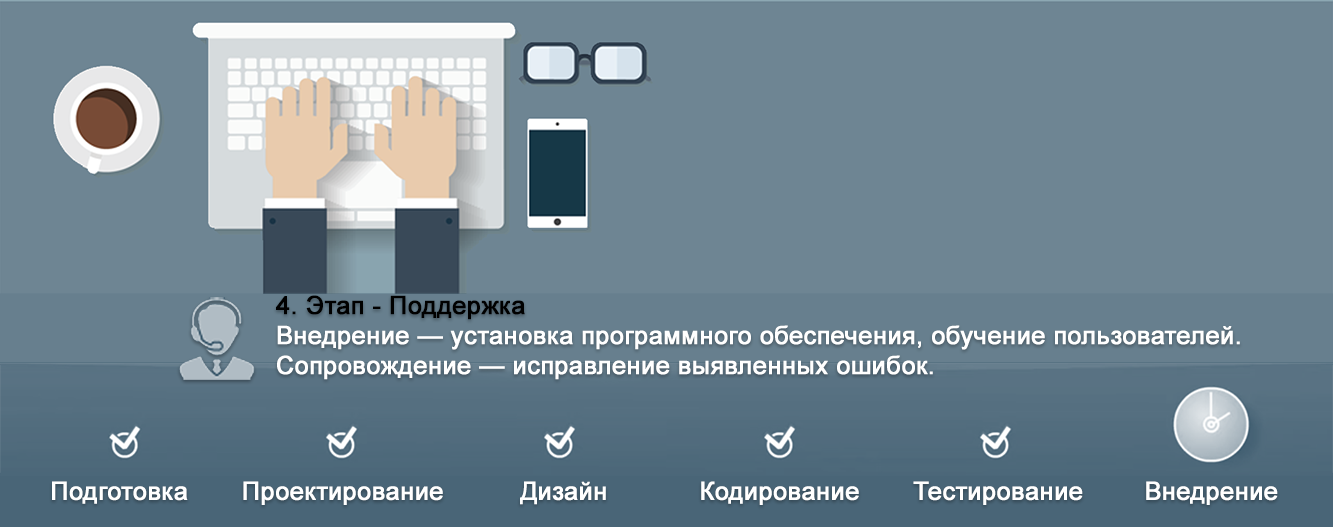 4. Этап - Поддержка
Внедрение — установка программного обеспечения, обучение пользователей.
Сопровождение — исправление выявленных ошибок.
Подготовка Проектирование Дизайн Кодирование Тестирование Внедрение